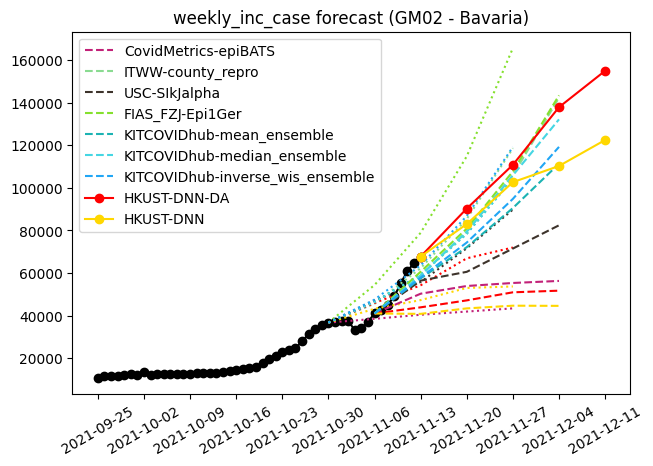 weekly_inc_case forecast (GM02 - Bavaria)
160000
140000
120000
100000
80000
60000
40000
20000
CovidMetrics-epiBATS
ITWW-county_repro
USC-SIkJalpha
FIAS_FZJ-Epi1Ger
KITCOVIDhub-mean_ensemble
KITCOVIDhub-median_ensemble
KITCOVIDhub-inverse_wis_ensemble
HKUST-DNN-DA
HKUST-DNN
2021-09-25
2021-10-02
2021-10-09
2021-10-16
2021-10-23
2021-10-30
2021-11-06
2021-11-13
2021-11-20
2021-11-27
2021-12-04
2021-12-11